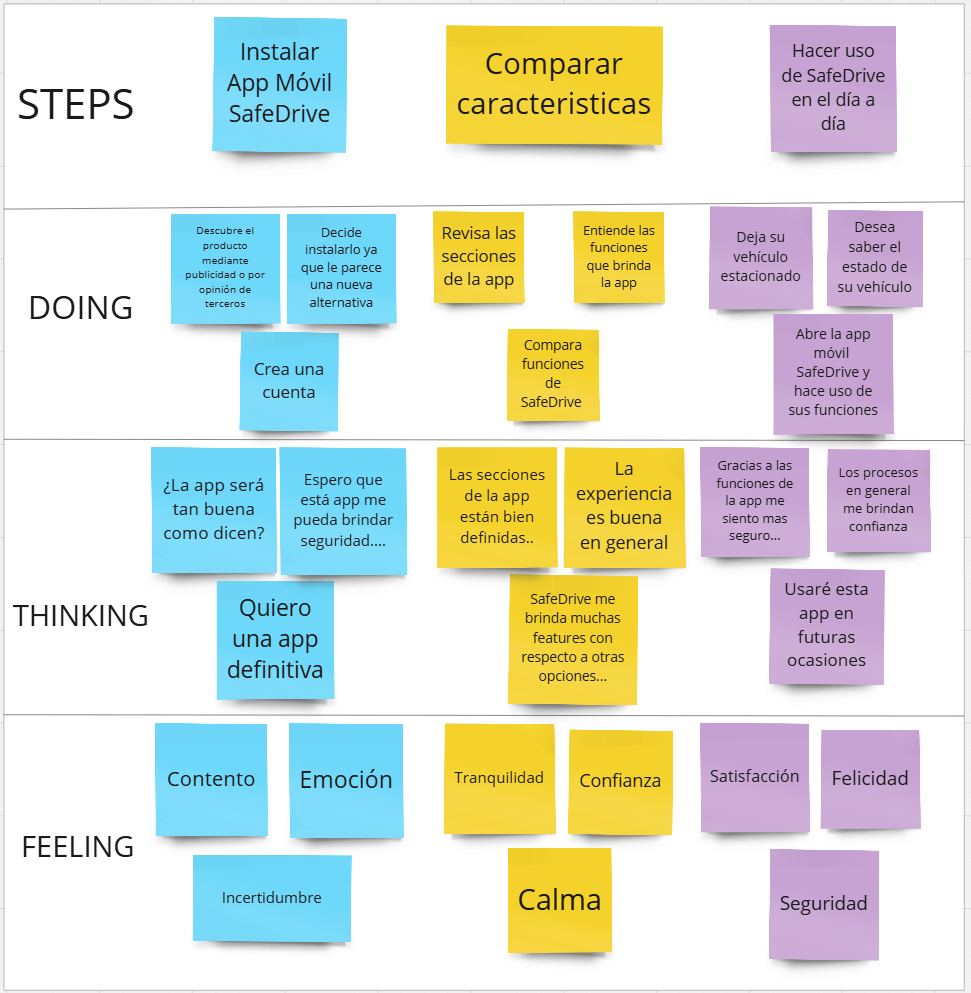 STEPS
Instalar
App Móvil
SafeDrive
Comparar
caracteristicas
Hacer uso
de SafeDrive
en el día a
día
DOING
Descubre el
producto
mediante
publicidad o por
opinión de
terceros
Decide
instalarlo ya
que le parece
una nueva
alternativa
Crea una
cuenta
Revisa las
secciones
de la app
Entiende las
funciones
que brinda
la app
Compara
funciones
de
SafeDrive
Deja su
vehículo
estacionado
Desea
saber el
estado de
su vehículo
Abre la app
móvil
SafeDrive y
hace uso de
sus funciones
THINKING
¿La app será
tan buena
como dicen?
Espero que
está app me
pueda brindar
seguridad....
Quiero
una app
definitiva
Las secciones
de la app
están bien
definidas..
La
experiencia
es buena
en general
SafeDrive me
brinda muchas
features con
respecto a otras
opciones...
Gracias a las
funciones de
la app me
siento mas
seguro...
Los procesos
en general
me brindan
confianza
Usaré esta
app en
futuras
ocasiones
FEELING
Contento
Emoción
Incertidumbre
Tranquilidad
Confianza
Calma
Satisfacción
Felicidad
Seguridad